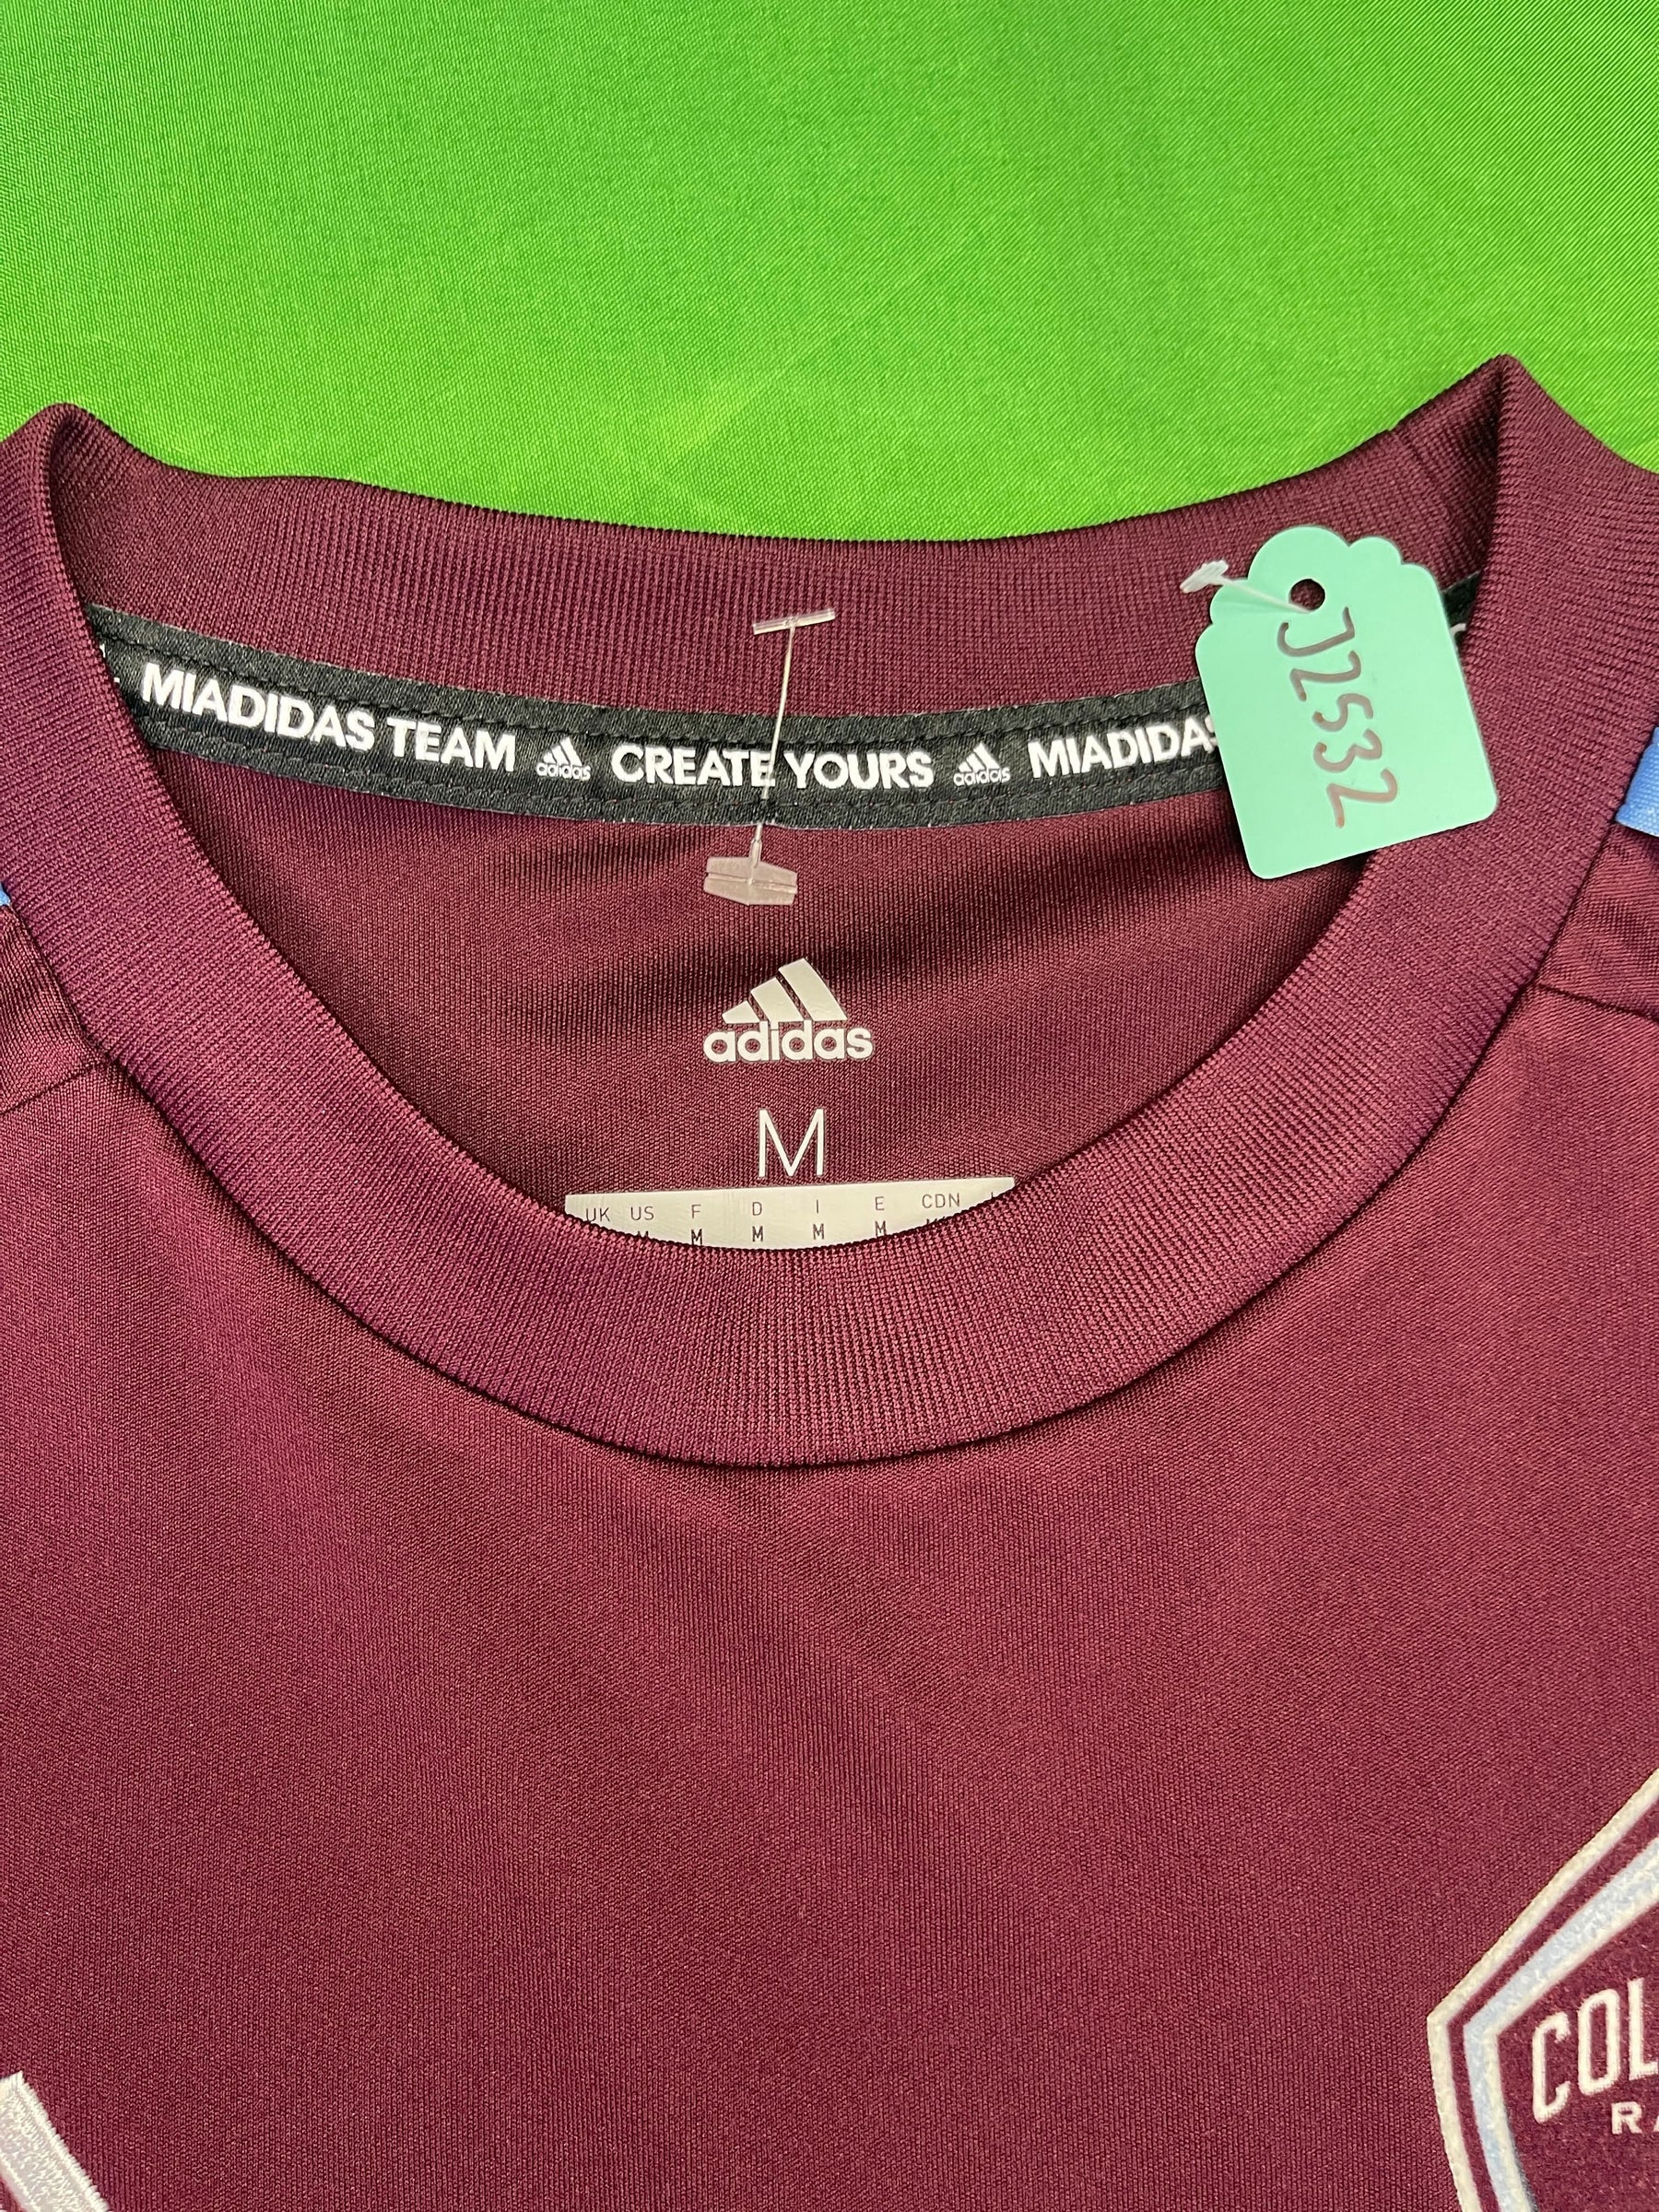 MIADIDAS TEAM adidas CREATE YOURS adidas MIADIDAS
J2532
adidas
M
UK US F D I E CDN
M M M M M
COL
RA